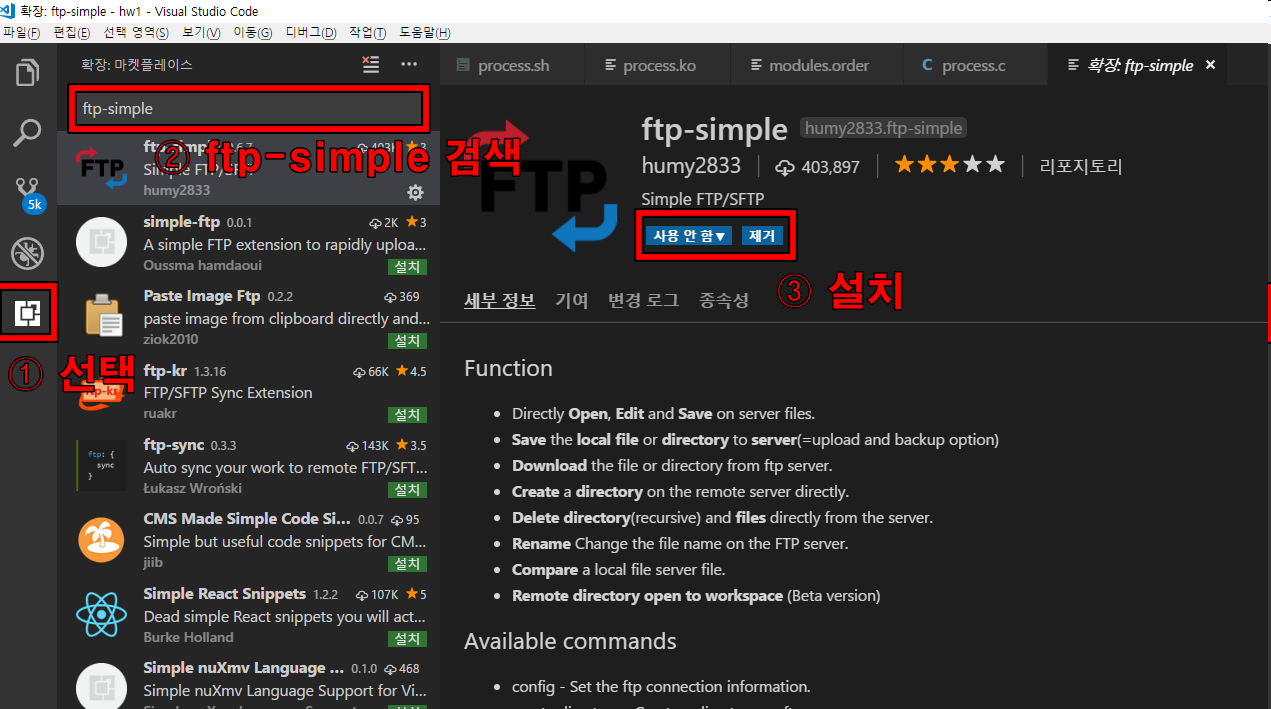 확장: ftp-simple - hw1 - Visual Studio Code
파일(F) 편집(E) 선택 영역(S) 보기(V) 이동(G) 디버그(D) 작업(T) 도움말(H)
확장: 마켓플레이스
process.sh process.ko modules.order C process.c 확장: ftp-simple ×
ftp-simple
② ftp-simple 검색
FTP
Simple
humy2833
simple-ftp 0.0.1 2K ★3
A simple FTP extension to rapidly uploa...
Oussma hamdaoui 설치
5k
Paste Image Ftp 0.2.2 369
paste image from clipboard directly and...
ziok2010 설치
① 선택
ftp-kr 1.3.16 66K ★4.5
FTP/SFTP Sync Extension
ruakr 설치
ftp: {
sync
}
ftp-sync 0.3.3 143K ★3.5
Auto sync your work to remote FTP/SFT...
Łukasz Wroński 설치
CMS Made Simple Code Si... 0.0.7 95
Simple but useful code snippets for CM...
jiib 설치
Simple React Snippets 1.2.2 107K ★5
Dead simple React snippets you will act...
Burke Holland 설치
Simple nuXmv Language ... 0.1.0 468
Simple nuXmv Language Support for Vi...
FTP
ftp-simple humy2833.ftp-simple
humy2833 403,897 ★★★★★ 리포지토리
Simple FTP/SFTP
사용 안 함▼ 제거
③ 설치
세부 정보 기여 변경 로그 종속성
Function
• Directly Open, Edit and Save on server files.
• Save the local file or directory to server(=upload and backup option)
• Download the file or directory from ftp server.
• Create a directory on the remote server directly.
• Delete directory(recursive) and files directly from the server.
• Rename Change the file name on the FTP server.
• Compare a local file server file.
• Remote directory open to workspace (Beta version)
Available commands
• config - Set the ftp connection information.